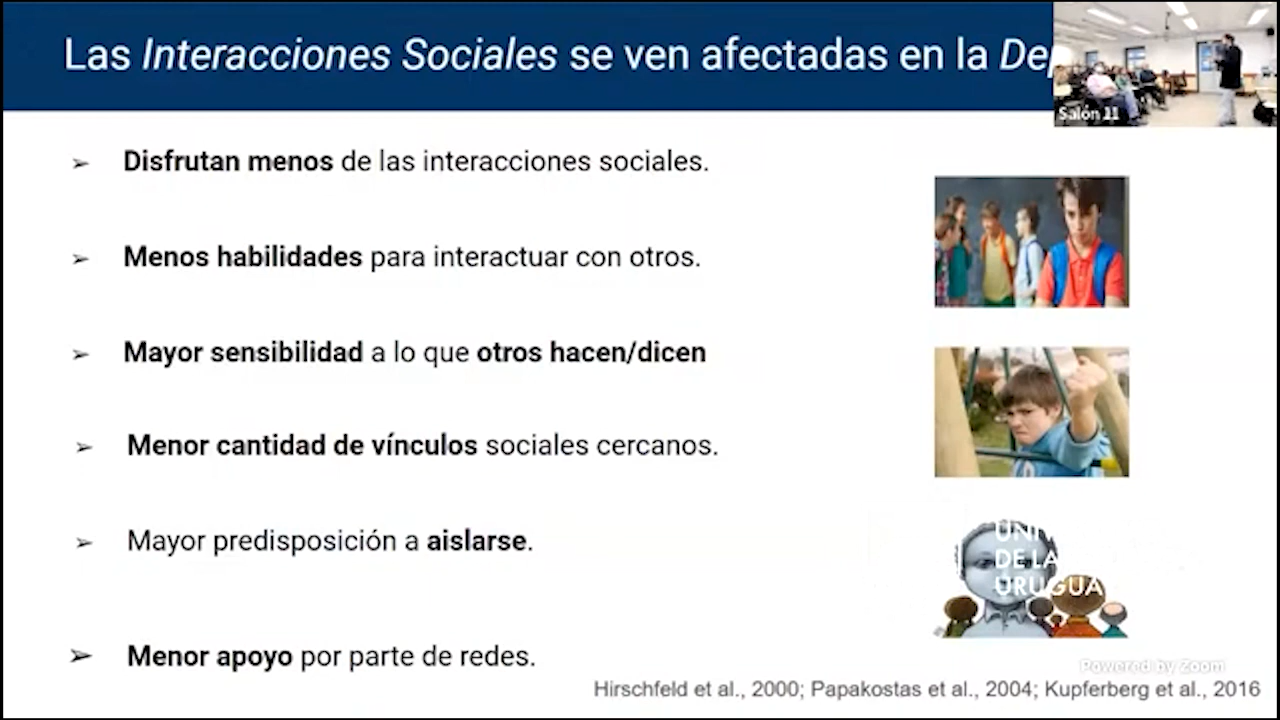 Las Interacciones Sociales se ven afectadas en la
Salón 11
➢ Disfrutan menos de las interacciones sociales.
➢ Menos habilidades para interactuar con otros.
➢ Mayor sensibilidad a lo que otros hacen/dicen
➢ Menor cantidad de vínculos sociales cercanos.
➢ Mayor predisposición a aislarse.
DE LA
➢ Menor apoyo por parte de redes.
Powered by Zoom
Hirschfeld et al., 2000; Papakostas et al., 2004; Kupferberg et al., 2016